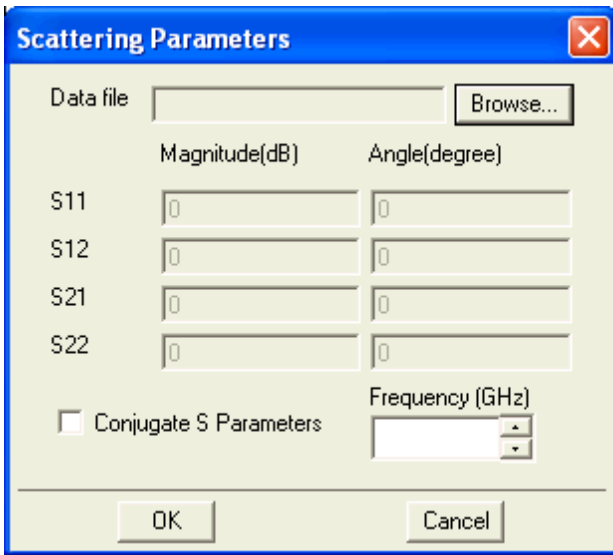 Scattering Parameters
Data file Browse...
Magnitude(dB) Angle(degree)
S11 0 0
S12 0 0
S21 0 0
S22 0 0
Frequency (GHz)
Conjugate S Parameters
OK Cancel